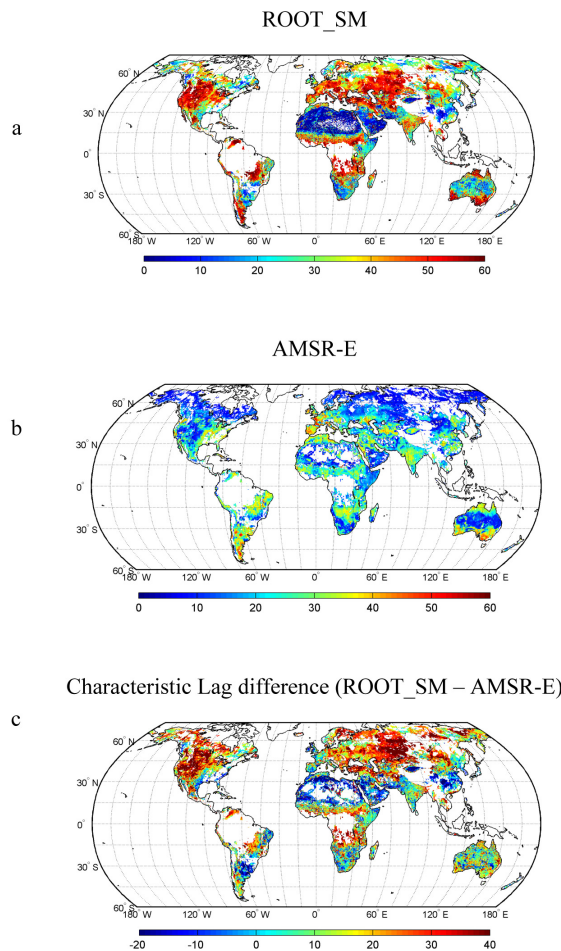 ROOT_SM
a
60° N
30° N
0°
30° S
60° S
180° W 120° W 60° W 0° 60° E 120° E 180° E
0 10 20 30 40 50 60
AMSR-E
b
60° N
30° N
0°
30° S
60° S
180° W 120° W 60° W 0° 60° E 120° E 180° E
0 10 20 30 40 50 60
Characteristic Lag difference (ROOT_SM – AMSR-E)
c
60° N
30° N
0°
30° S
60° S
180° W 120° W 60° W 0° 60° E 120° E 180° E
-20 -10 0 10 20 30 40